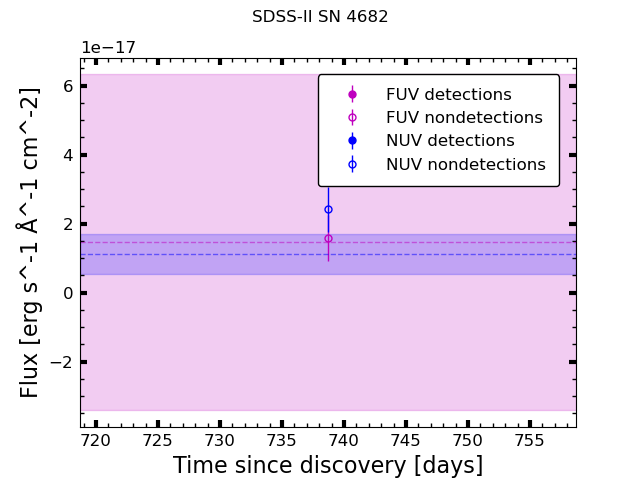 SDSS-II SN 4682
1e−17
FUV detections
FUV nondetections
NUV detections
NUV nondetections
6
4
2
0
−2
Flux [erg s^-1 Å^-1 cm^-2]
720 725 730 735 740 745 750 755
Time since discovery [days]